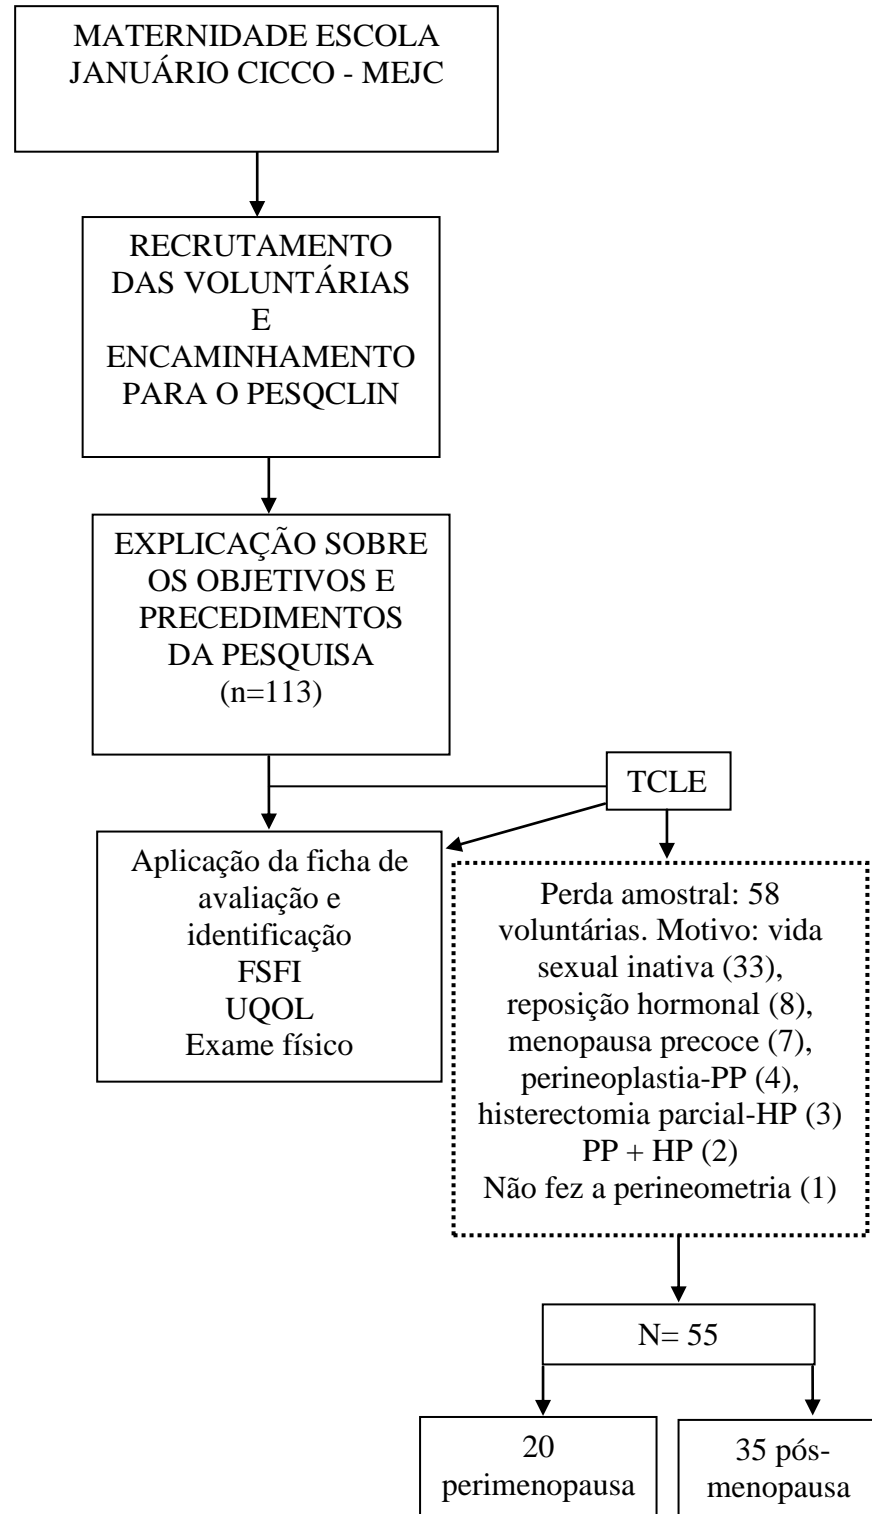 MATERNIDADE ESCOLA
JANUÁRIO CICCO - MEJC
RECRUTAMENTO
DAS VOLUNTÁRIAS
E
ENCAMINHAMENTO
PARA O PESQCLIN
EXPLICAÇÃO SOBRE
OS OBJETIVOS E
PRECEDIMENTOS
DA PESQUISA
(n=113)
TCLE
Aplicação da ficha de
avaliação e
identificação
FSFI
UQOL
Exame físico
Perda amostral: 58
voluntárias. Motivo: vida
sexual inativa (33),
reposição hormonal (8),
menopausa precoce (7),
perineoplastia-PP (4),
histerectomia parcial-HP (3)
PP + HP (2)
Não fez a perineometria (1)
N= 55
20
perimenopausa
35 pós-
menopausa